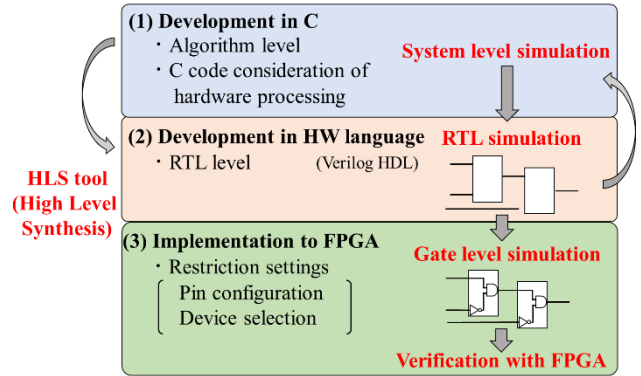 (1) Development in C
・Algorithm level
・C code consideration of
hardware processing
System level simulation
(2) Development in HW language
・RTL level
(Verilog HDL)
RTL simulation
HLS tool
(High Level
Synthesis)
(3) Implementation to FPGA
・Restriction settings
Pin configuration
Device selection
Gate level simulation
Verification with FPGA